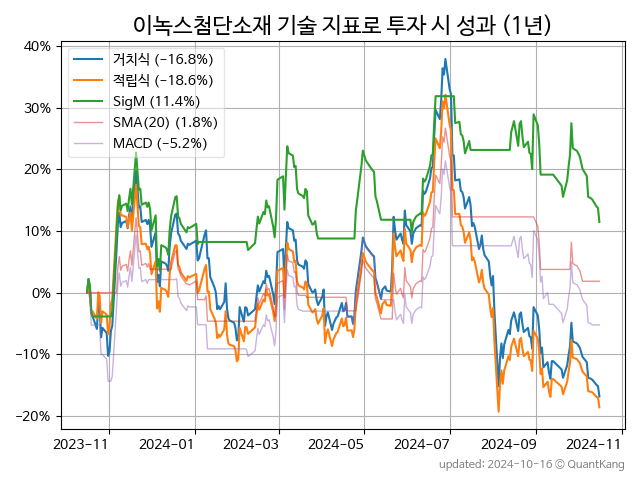 이녹스첨단소재 기술 지표로 투자 시 성과 (1년)
40%
30%
20%
10%
0%
−10%
−20%
거치식 (−16.8%)
적립식 (−18.6%)
SigM (11.4%)
SMA(20) (1.8%)
MACD (−5.2%)
2023-11
2024-01
2024-03
2024-05
2024-07
2024-09
2024-11
updated: 2024-10-16 © QuantKang